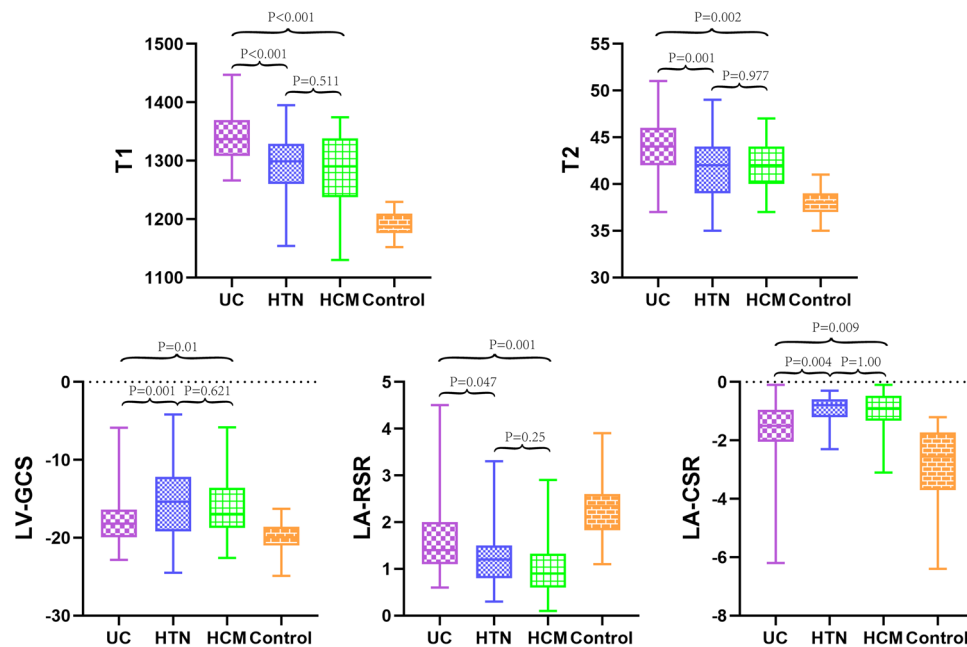 P<0.001
P<0.001
P=0.511
T1
1500
1400
1300
1200
1100
UC HTN HCM Control
P=0.002
P=0.001
P=0.977
T2
55
50
45
40
35
30
UC HTN HCM Control
P=0.01
P=0.001 P=0.621
LV-GCS
0
-10
-20
-30
UC HTN HCM Control
P=0.001
P=0.047
P=0.25
LA-RSR
5
4
3
2
1
0
UC HTN HCM Control
P=0.009
P=0.004 P=1.00
LA-CSR
0
-2
-4
-6
-8
UC HTN HCM Control